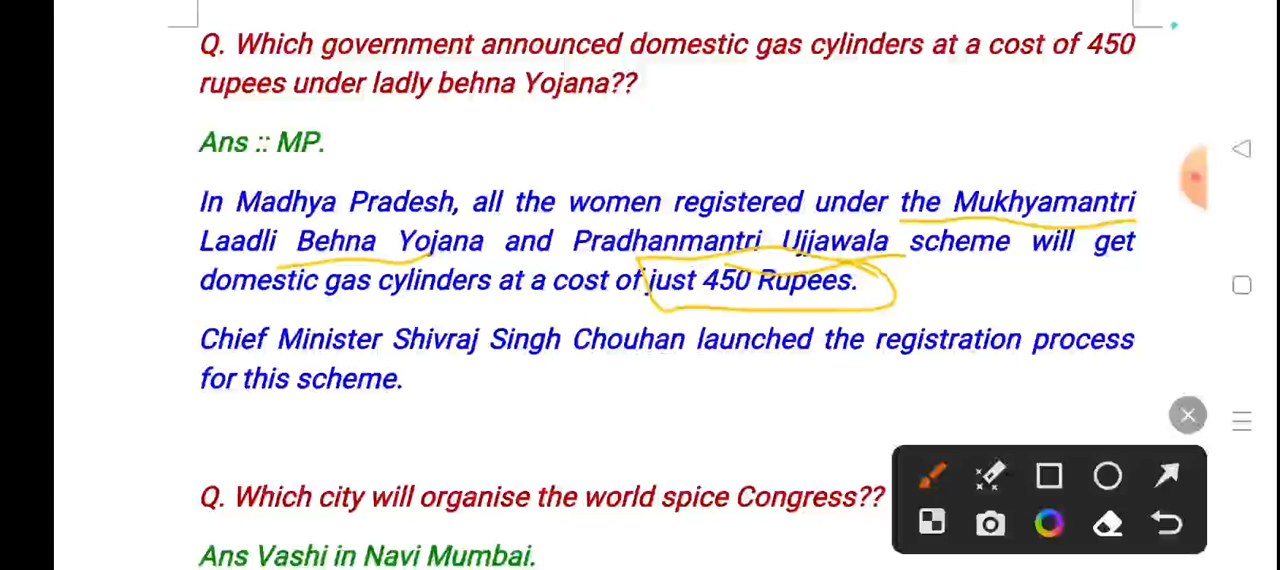 Q. Which government announced domestic gas cylinders at a cost of 450
rupees under ladly behna Yojana??
Ans :: MP.
In Madhya Pradesh, all the women registered under the Mukhyamantri
Laadli Behna Yojana and Pradhanmantri Ujjawala scheme will get
domestic gas cylinders at a cost of just 450 Rupees.
Chief Minister Shivraj Singh Chouhan launched the registration process
for this scheme.
Q. Which city will organise the world spice Congress??
Ans Vashi in Navi Mumbai.